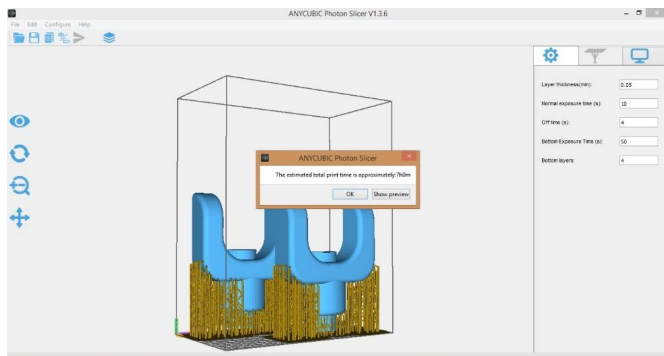 ANYCUBIC Photon Slicer V1.3.6
File Edit Configure Help
Layer thickness(mm): 0.05
Normal exposure time (s): 10
Off time (s): 4
Bottom Exposure Time (s): 50
Bottom layers: 4
ANYCUBIC Photon Slicer
The estimated total print time is approximately:7h0m
OK Show preview